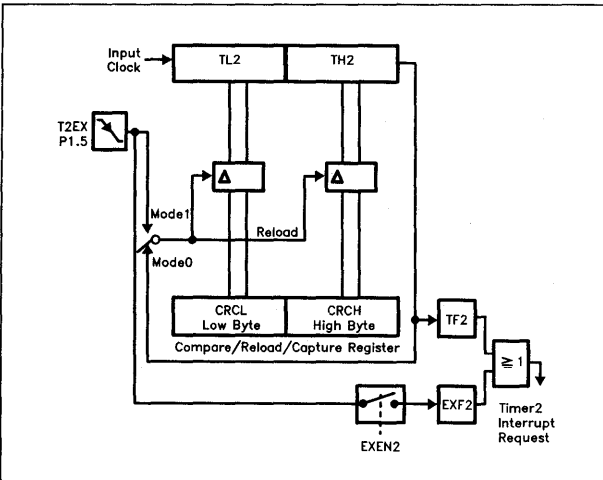 Input
Clock
TL2
TH2
T2EX
P1.5
Δ
Δ
Mode1
Reload
Mode0
CRCL
Low Byte
CRCH
High Byte
Compare/Reload/Capture Register
TF2
≥ 1
EXF2
EXEN2
Timer2
Interrupt
Request